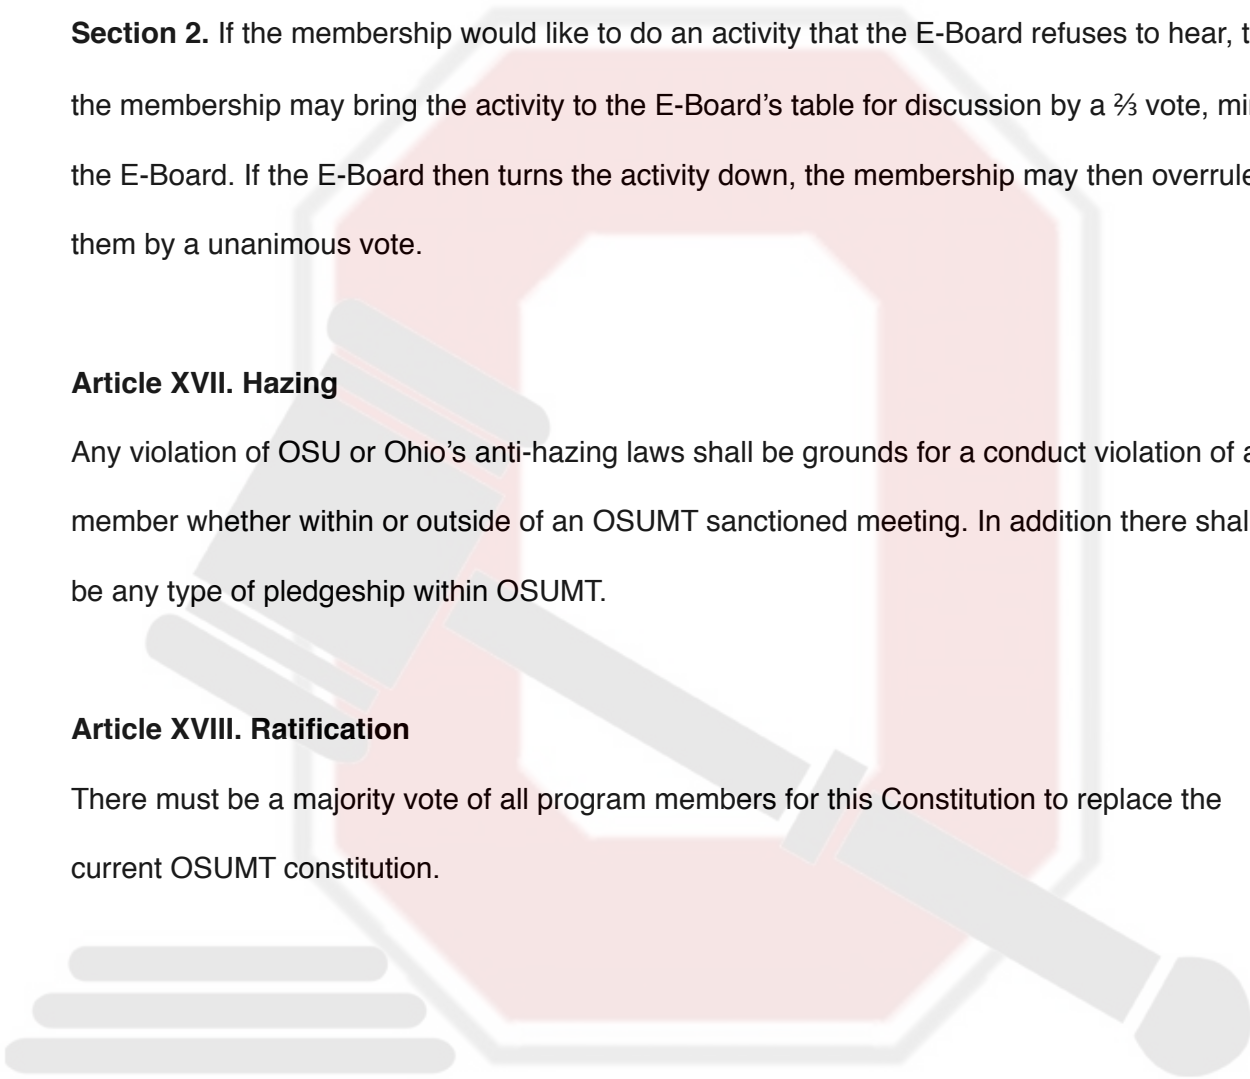 Section 2. If the membership would like to do an activity that the E-Board refuses to hear,
the membership may bring the activity to the E-Board’s table for discussion by a ⅔ vote,
the E-Board. If the E-Board then turns the activity down, the membership may then overrule
them by a unanimous vote.
Article XVII. Hazing
Any violation of OSU or Ohio’s anti-hazing laws shall be grounds for a conduct violation of
member whether within or outside of an OSUMT sanctioned meeting. In addition there
be any type of pledgeship within OSUMT.
Article XVIII. Ratification
There must be a majority vote of all program members for this Constitution to replace the
current OSUMT constitution.